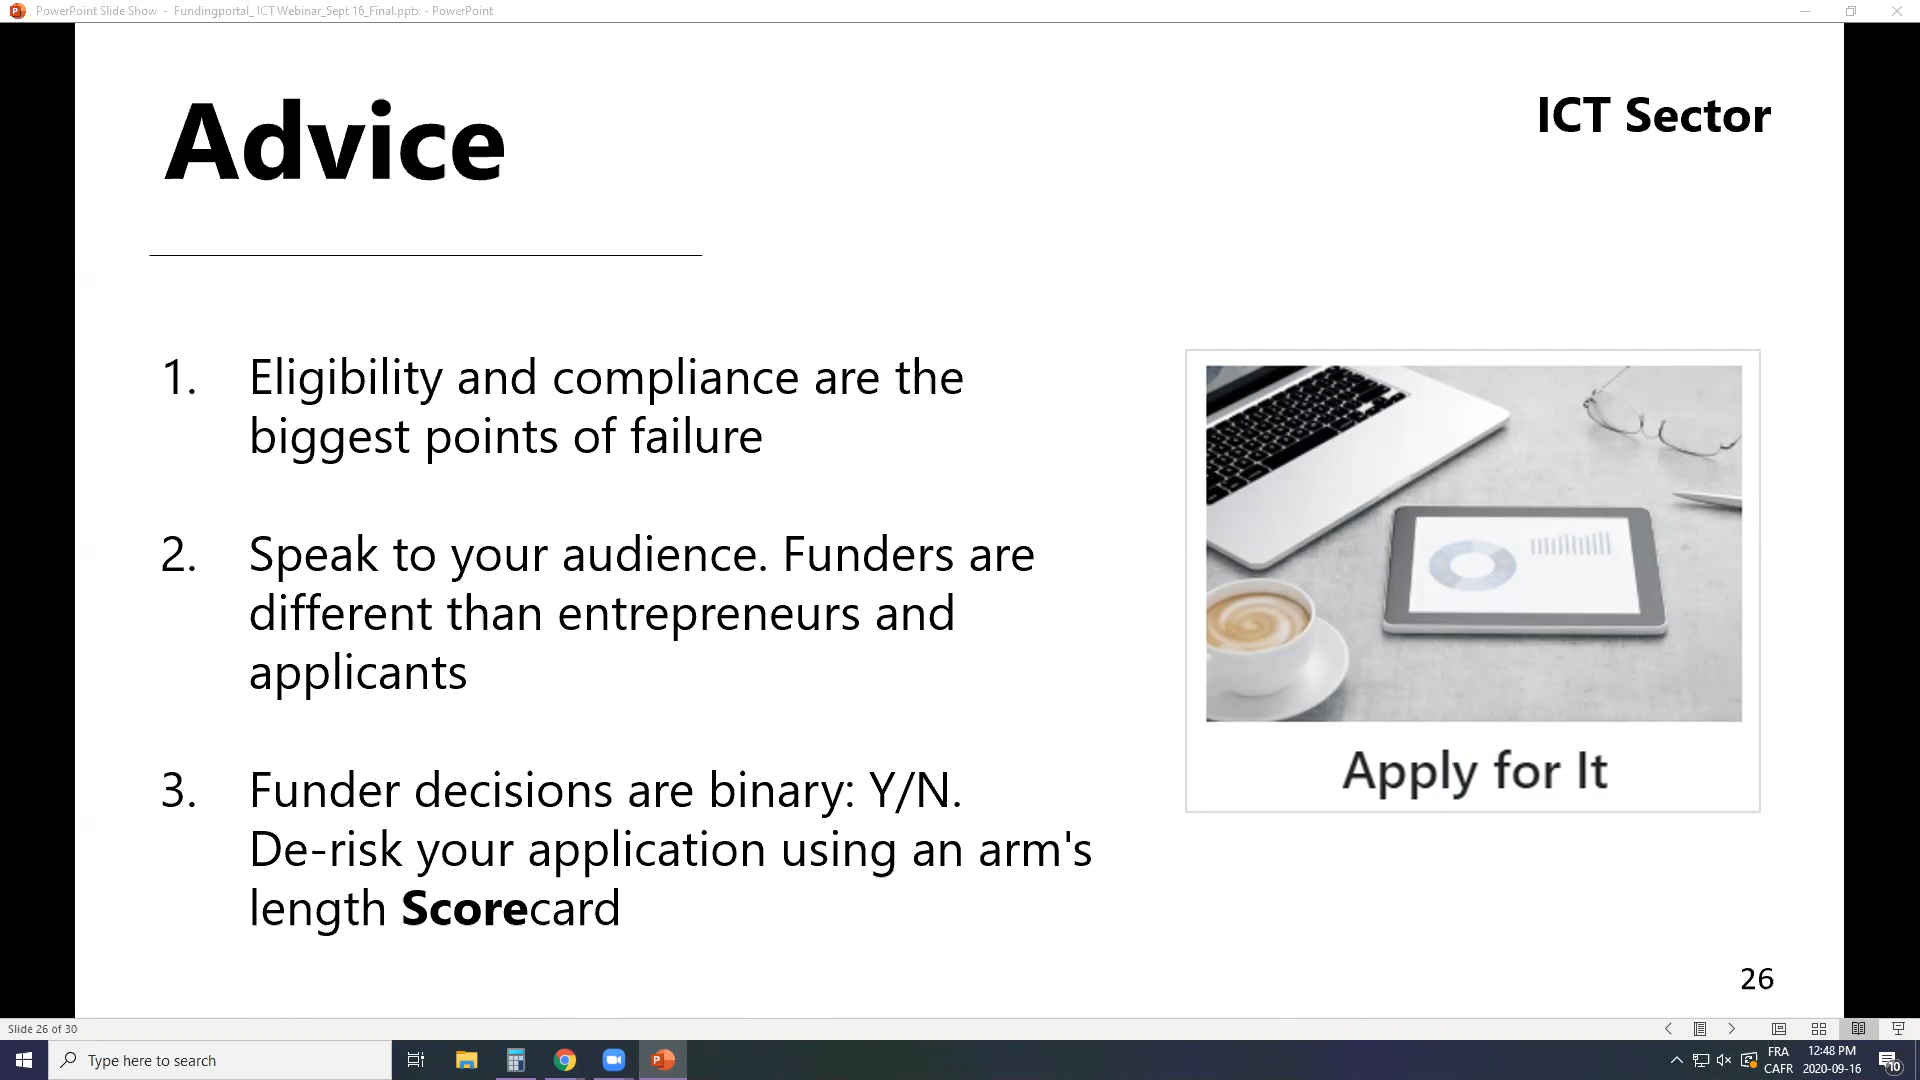 PowerPoint Slide Show - Fundingportal_ ICT Webinar_Sept 16_Final.pptx - PowerPoint
Advice
ICT Sector
1. Eligibility and compliance are the
biggest points of failure
2. Speak to your audience. Funders are
different than entrepreneurs and
applicants
3. Funder decisions are binary: Y/N.
De-risk your application using an arm's
length Scorecard
Apply for It
26
Slide 26 of 30
Type here to search
FRA
CAFR
12:48 PM
2020-09-16
10